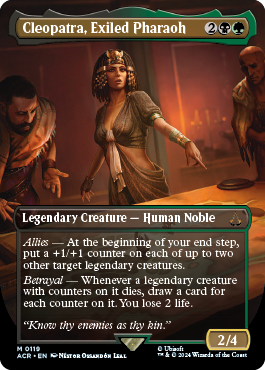 Cleopatra, Exiled Pharaoh 2
Legendary Creature — Human Noble
Allies — At the beginning of your end step,
put a +1/+1 counter on each of up to two
other target legendary creatures.
Betrayal — Whenever a legendary creature
with counters on it dies, draw a card for
each counter on it. You lose 2 life.
“Know thy enemies as thy kin.”
2/4
M 0119
ACR • EN Néstor Ossandón Leal
© Ubisoft
™ & © 2024 Wizards of the Coast